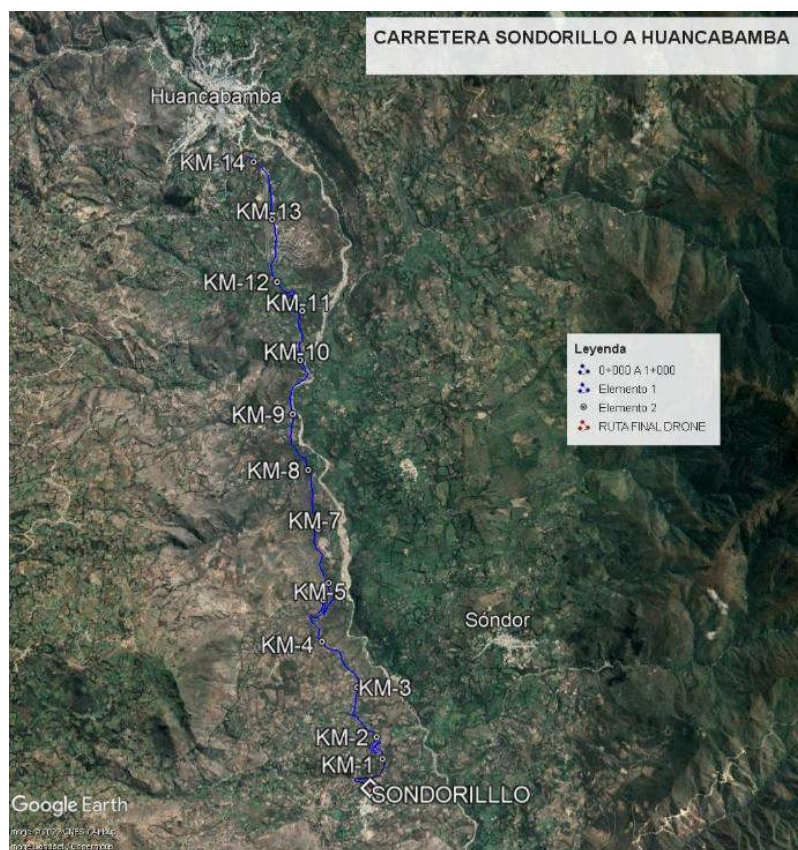 CARRETERA SONDORILLO A HUANCABAMBA
Huancabamba
KM-14
KM-13
KM-12
KM-11
KM-10
Leyenda
0+000 A 1+000
Elemento 1
Elemento 2
RUTA FINAL DRONE
KM-9
KM-8
KM-7
KM-5
Sóndor
KM-4
KM-3
KM-2
KM-1
SONDORILLLO
Google Earth